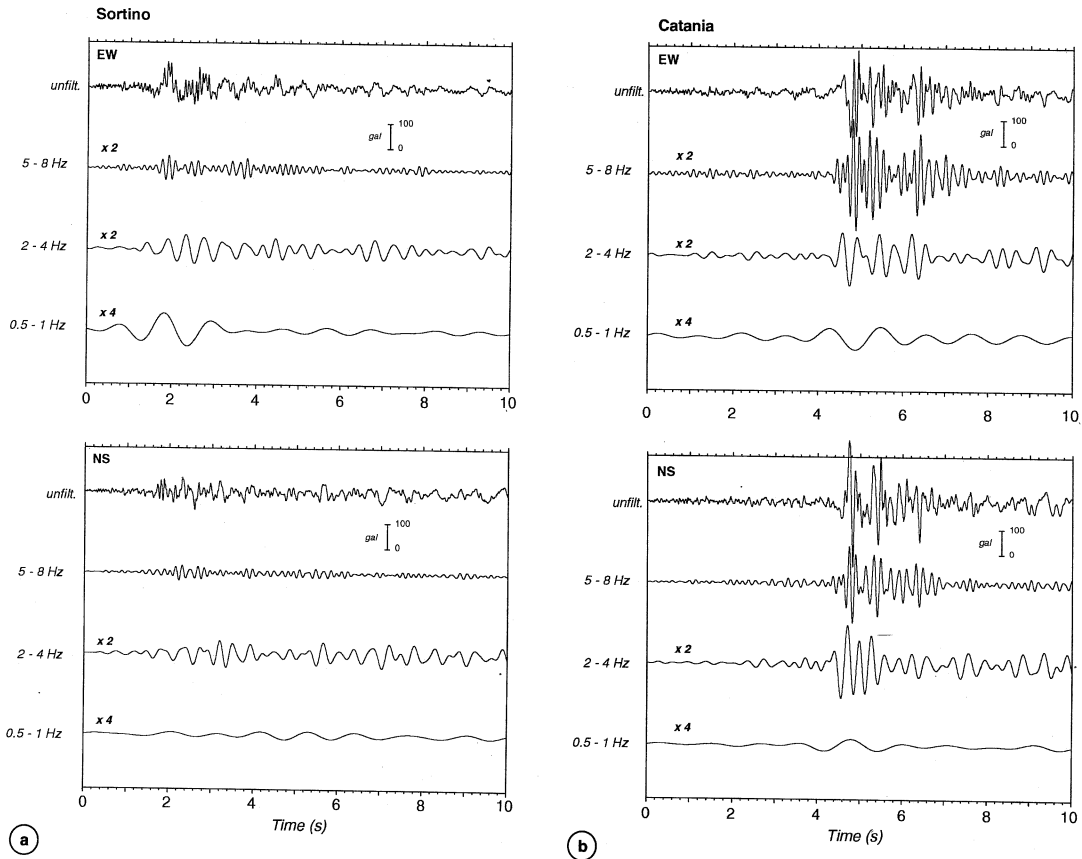 Sortino
EW
unfilt.
gal
100
0
x 2
5 - 8 Hz
x 2
2 - 4 Hz
x 4
0.5 - 1 Hz
0 2 4 6 8 10
NS
unfilt.
gal
100
0
5 - 8 Hz
x 2
2 - 4 Hz
x 4
0.5 - 1 Hz
0 2 4 6 8 10
Time (s)
a
Catania
EW
unfilt.
gal
100
0
x 2
5 - 8 Hz
x 2
2 - 4 Hz
x 4
0.5 - 1 Hz
0 2 4 6 8 10
NS
unfilt.
gal
100
0
5 - 8 Hz
x 2
2 - 4 Hz
x 4
0.5 - 1 Hz
0 2 4 6 8 10
Time (s)
b